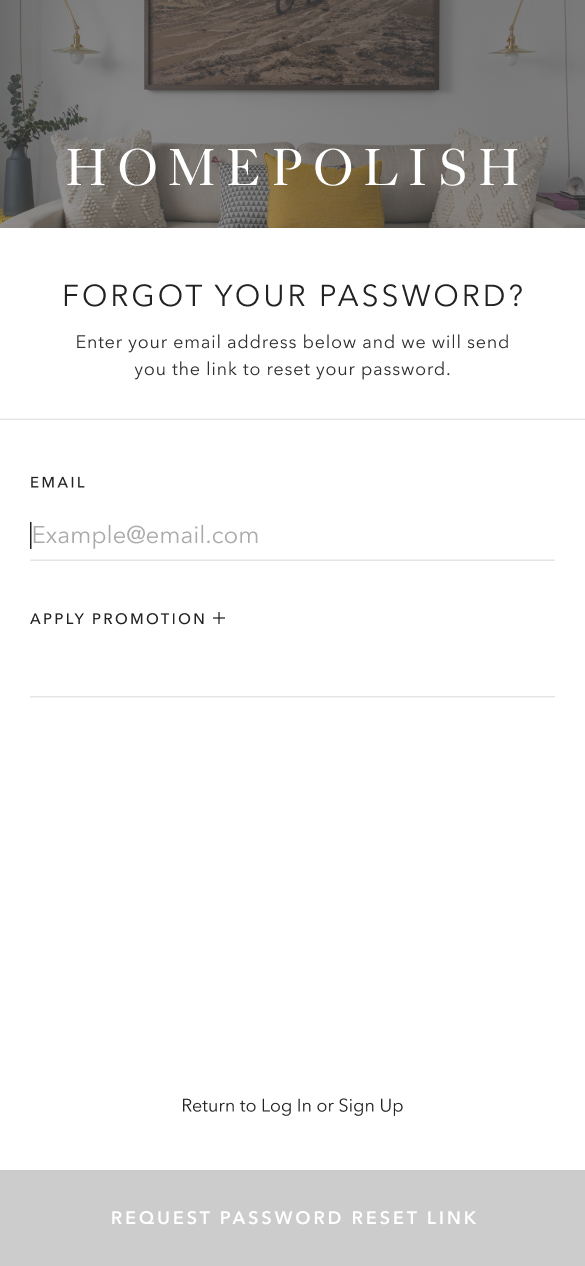 HOMEPOLISH
FORGOT YOUR PASSWORD?
Enter your email address below and we will send
you the link to reset your password.
EMAIL
Example@email.com
APPLY PROMOTION +
Return to Log In or Sign Up
REQUEST PASSWORD RESET LINK